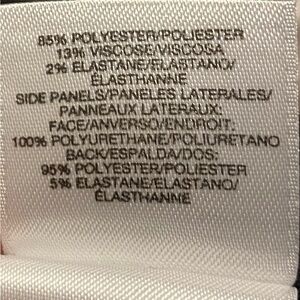 85% POLYESTER/POLIESTER
13% VISCOSE/VISCOSA
2% ELASTANE/ELASTANO/
ÉLASTHANNE
SIDE PANELS/PANELES LATERALES/
PANNEAUX LATERAUX:
FACE/ANVERSO/ENDROIT:
100% POLYURETHANE/POLIURETANO
BACK/ESPALDA/DOS:
95% POLYESTER/POLIESTER
5% ELASTANE/ELASTANO/
ÉLASTHANNE